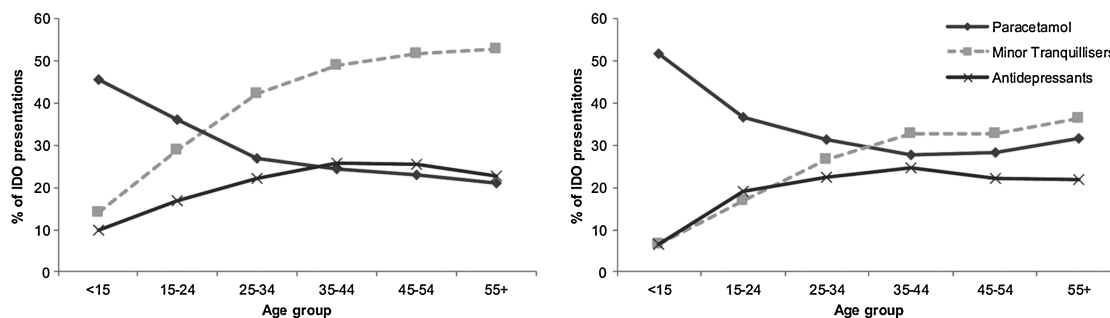 60
50
40
30
20
10
0
% of IDO presentations
<15 15-24 25-34 35-44 45-54 55+
Age group
60
50
40
30
20
10
0
% of IDO presentaitons
<15 15-24 25-34 35-44 45-54 55+
Age group
Paracetamol
Minor Tranquillisers
Antidepressants